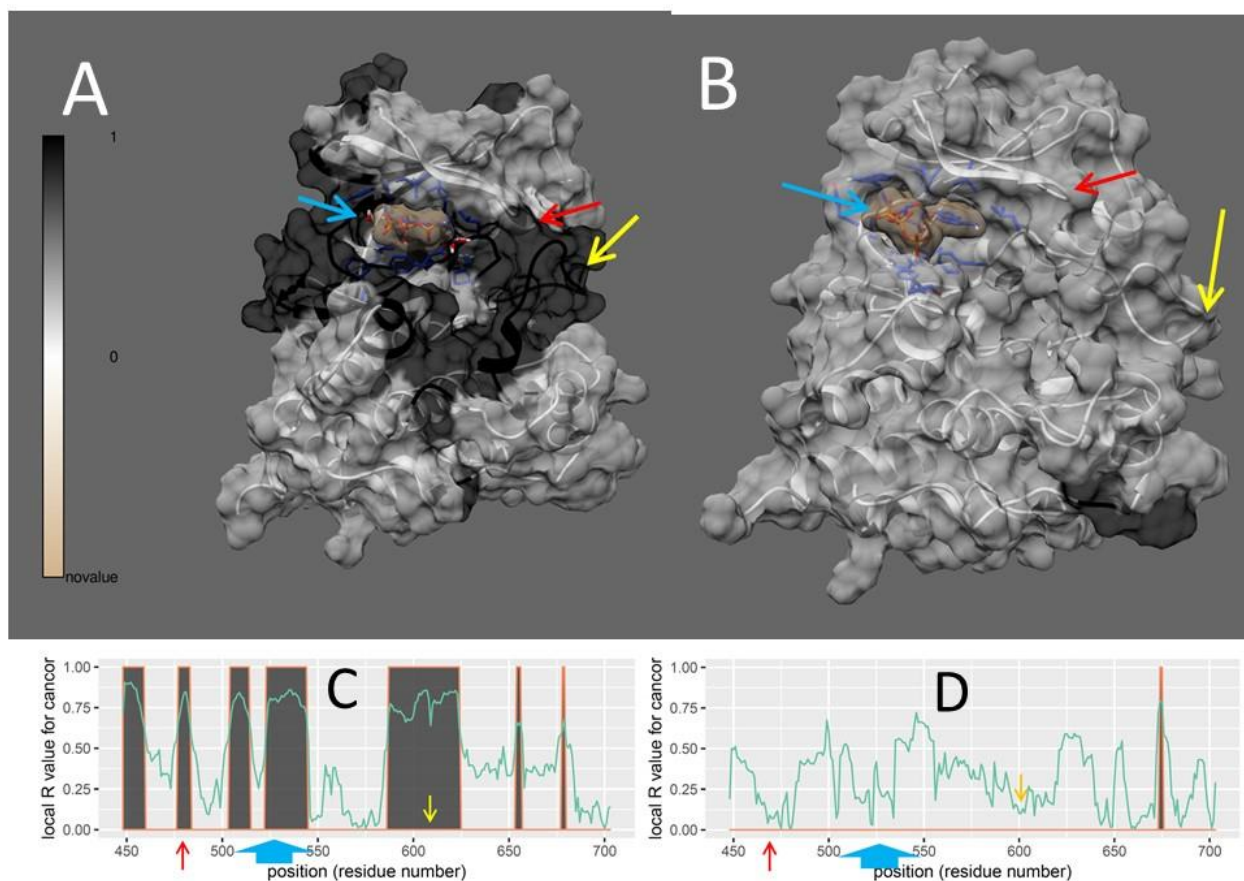 A
B
1
0
novalue
C
local R value for cancor
1.00
0.75
0.50
0.25
0.00
450
500
550
600
650
700
position (residue number)
D
local R value for cancor
1.00
0.75
0.50
0.25
0.00
450
500
550
600
650
700
position (residue number)